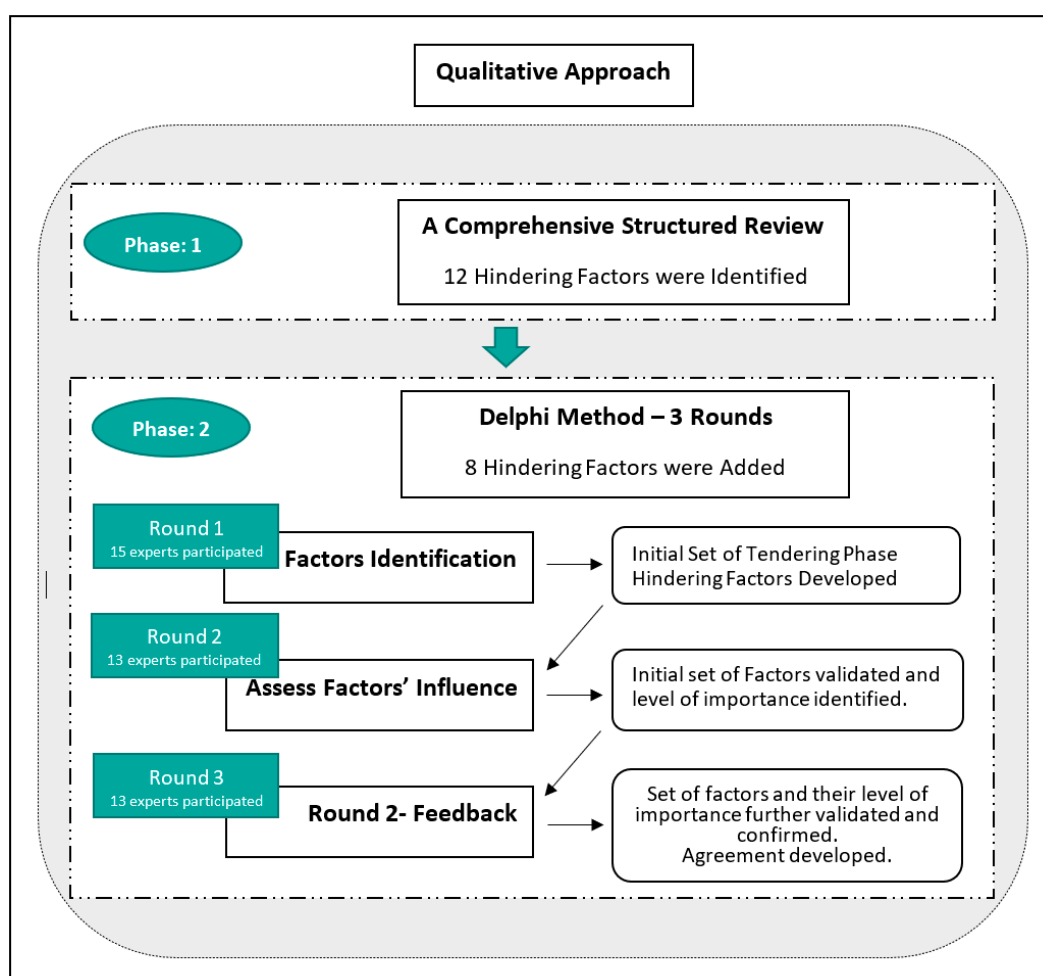 Qualitative Approach
Phase: 1
A Comprehensive Structured Review
12 Hindering Factors were Identified
Phase: 2
Delphi Method – 3 Rounds
8 Hindering Factors were Added
Round 1
15 experts participated
Factors Identification
Initial Set of Tendering Phase
Hindering Factors Developed
Round 2
13 experts participated
Assess Factors’ Influence
Initial set of Factors validated and
level of importance identified.
Round 3
13 experts participated
Round 2- Feedback
Set of factors and their level of
importance further validated and
confirmed.
Agreement developed.